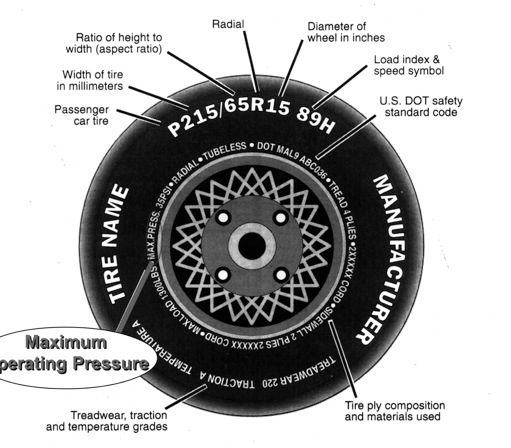 Ratio of height to
width (aspect ratio)
Radial
Diameter of
wheel in inches
Width of tire
in millimeters
Load index &
speed symbol
Passenger
car tire
U.S. DOT safety
standard code
P215/65R15 89H
TIRE NAME
MANUFACTURER
MAX LOAD 1300LBS • MAX.PRESS. 35PSI • RADIAL • TUBELESS • DOT MAL9 ABC036 • TREAD 4 PLIES • 2XXXXX CORD • SIDEWALL 2 PLIES 2XXXXX CORD •
TREADWEAR 220 TRACTION A TEMPERATURE A
Maximum
perating Pressure
Treadwear, traction
and temperature grades
Tire ply composition
and materials used